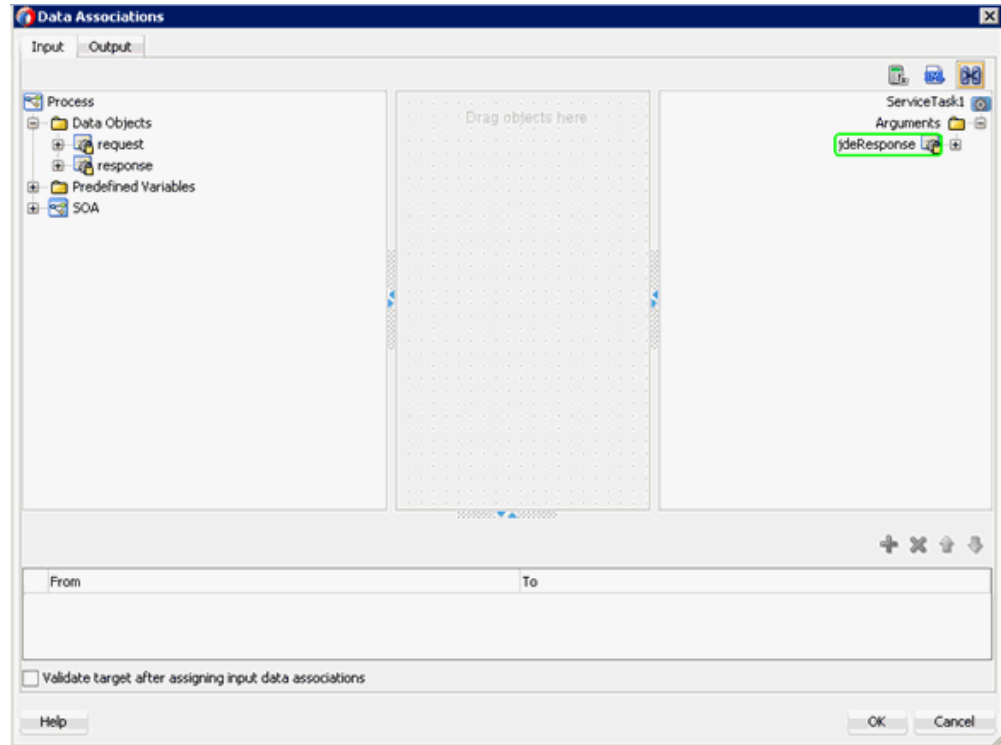 Data Associations
Input Output
Process
Data Objects
request
response
Predefined Variables
SOA
Drag objects here
ServiceTask1
Arguments
jdeResponse
From To
Validate target after assigning input data associations
Help OK Cancel